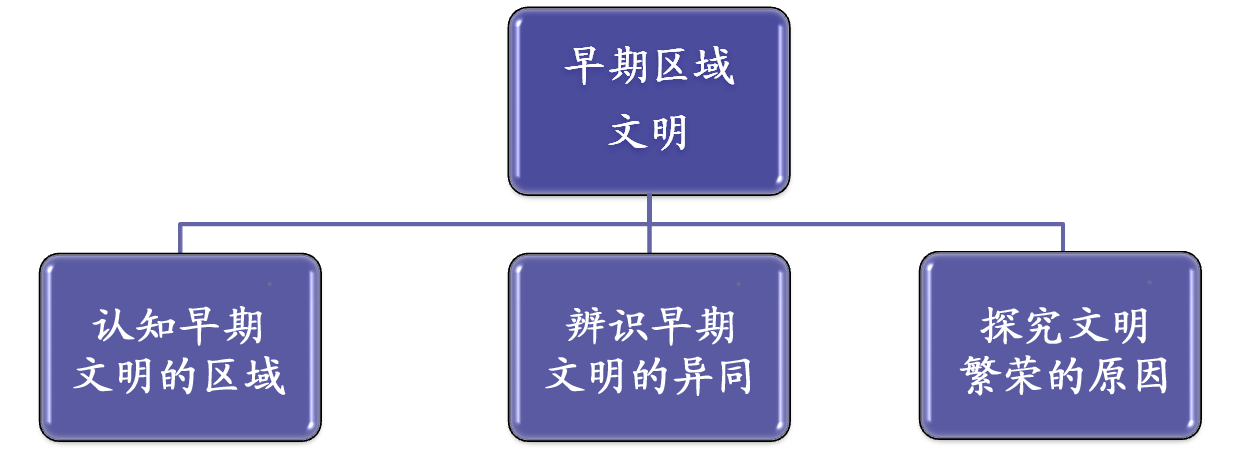 早期区域
文明
认知早期
文明的区域
辨识早期
文明的异同
探究文明
繁荣的原因